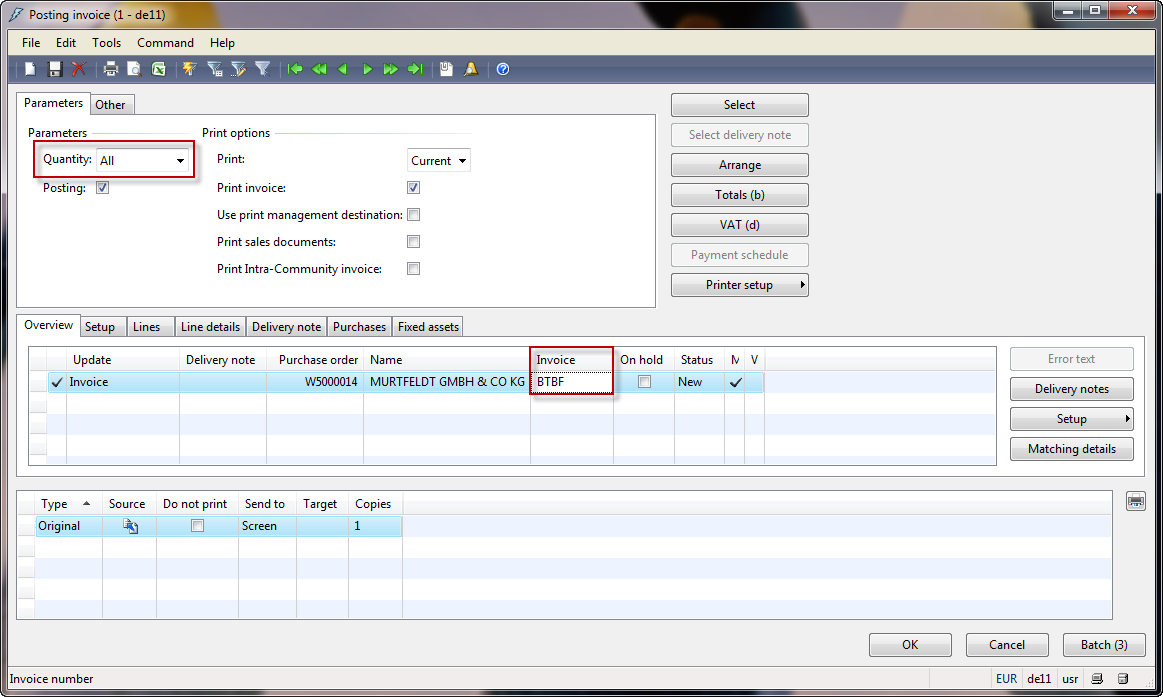 Posting invoice (1 - de11)
File Edit Tools Command Help
Parameters Other
Parameters
Quantity: All
Posting:
Print options
Print: Current
Print invoice:
Use print management destination:
Print sales documents:
Print Intra-Community invoice:
Select
Select delivery note
Arrange
Totals (b)
VAT (d)
Payment schedule
Printer setup
Overview Setup Lines Line details Delivery note Purchases Fixed assets
Update Delivery note Purchase order Name Invoice On hold Status M V
Invoice W5000014 MURTFELDT GMBH & CO KG BTBF New
Error text
Delivery notes
Setup
Matching details
Type Source Do not print Send to Target Copies
Original Screen 1
OK Cancel Batch (3)
Invoice number EUR de11 usr